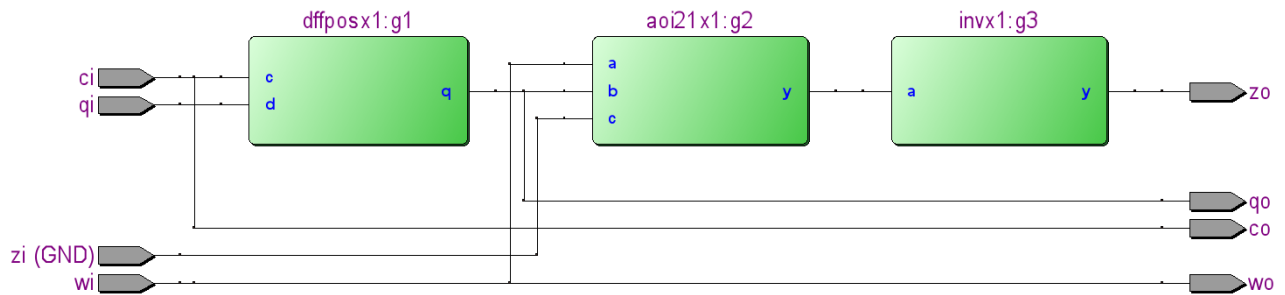 dffposx1:g1
aoi21x1:g2
invx1:g3
ci
c
a
qi
d
q
b
y
a
y
zo
c
qo
co
zi (GND)
wi
wo